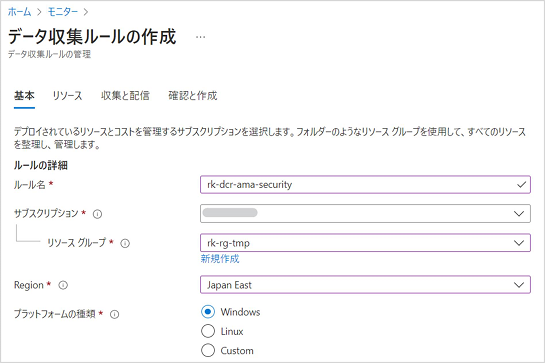 ホーム > モニター >
データ収集ルールの作成 …
データ収集ルールの管理
基本 リソース 収集と配信 確認と作成
デプロイされているリソースとコストを管理するサブスクリプションを選択します。フォルダーのようなリソース グループを使用して、すべてのリソース
を整理し、管理します。
ルールの詳細
ルール名 * rk-dcr-ama-security
サブスクリプション *
リソース グループ * rk-rg-tmp
新規作成
Region * Japan East
プラットフォームの種類 * Windows
Linux
Custom